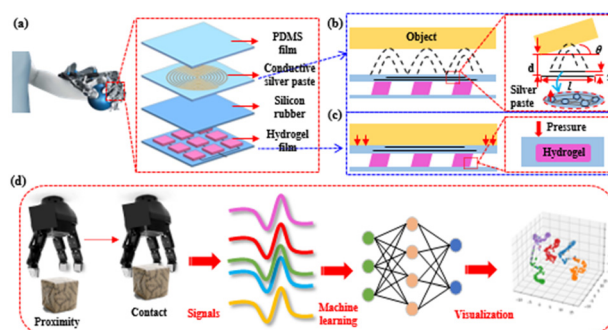 (a)
PDMS
film
Conductive
silver paste
Silicon
rubber
Hydrogel
film
(b)
Object
θ
d
l
Silver
paste
(c)
Pressure
Hydrogel
(d)
Proximity
Contact
Signals
Machine
learning
Visualization